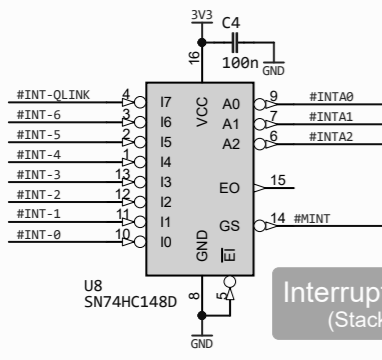 3V3
C4
100n
GND
16
#INT-QLINK 4 I7 VCC A0 9 #INTA0
#INT-6 3 I6 A1 7 #INTA1
#INT-5 2 I5 A2 6 #INTA2
#INT-4 1 I4
#INT-3 13 I3 EO 15
#INT-2 12 I2
#INT-1 11 I1 GS 14 #MINT
#INT-0 10 I0 GND EI
U8 8 5
SN74HC148D
GND
Interrup
(Stack